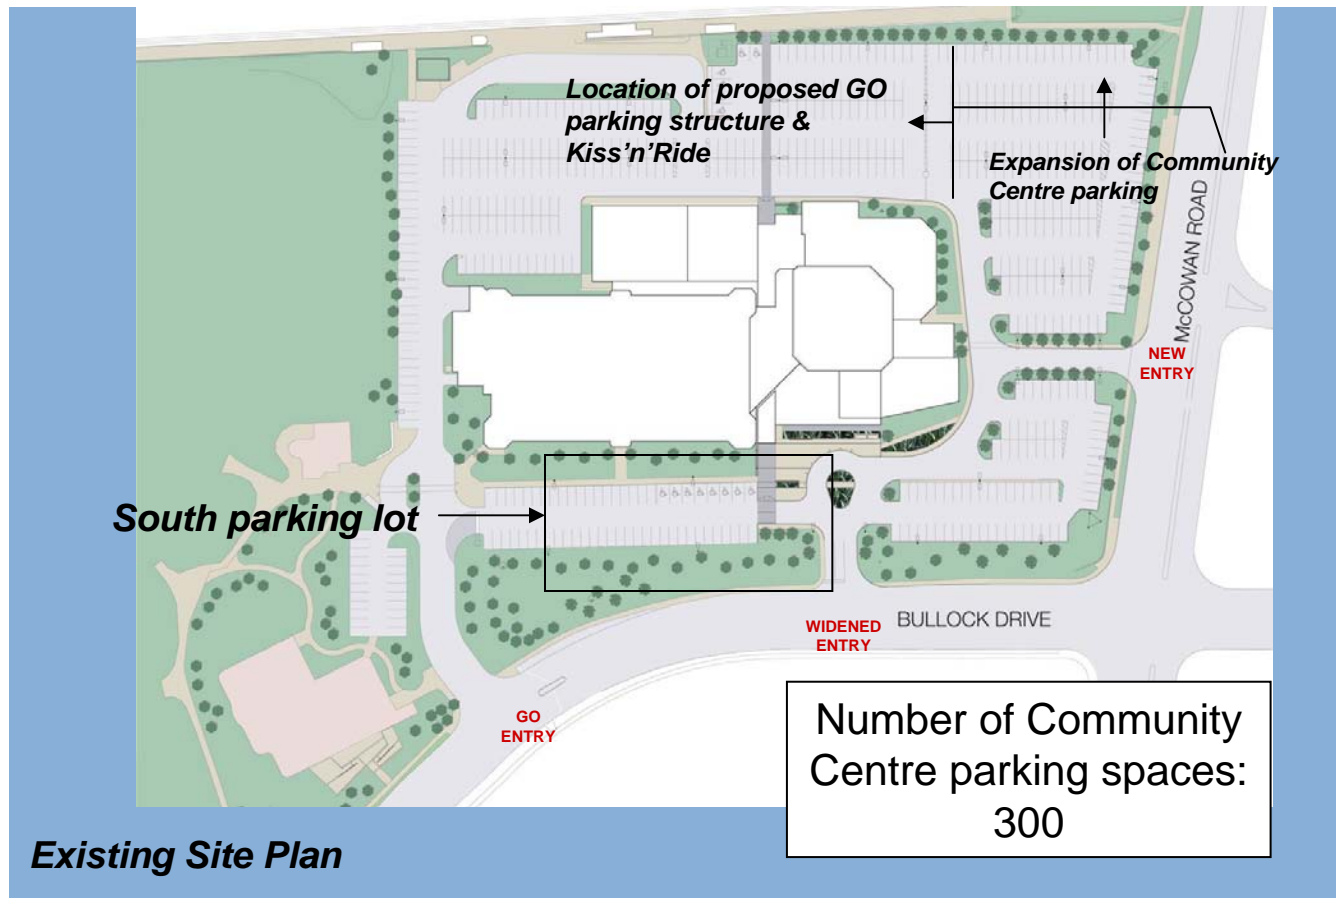 Location of proposed GO
parking structure &
Kiss’n’Ride
Expansion of Community
Centre parking
McCOWAN ROAD
NEW
ENTRY
South parking lot
WIDENED
ENTRY
BULLOCK DRIVE
GO
ENTRY
Number of Community
Centre parking spaces:
300
Existing Site Plan